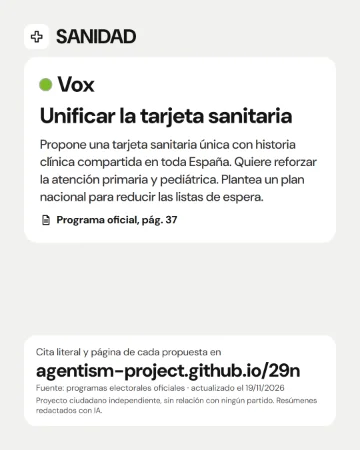 SANIDAD
Vox
Unificar la tarjeta sanitaria
Propone una tarjeta sanitaria única con historia
clínica compartida en toda España. Quiere reforzar
la atención primaria y pediátrica. Plantea un plan
nacional para reducir las listas de espera.
Programa oficial, pág. 37
Cita literal y página de cada propuesta en
agentism-project.github.io/29n
Fuente: programas electorales oficiales · actualizado el 19/11/2026
Proyecto ciudadano independiente, sin relación con ningún partido. Resúmenes
redactados con IA.